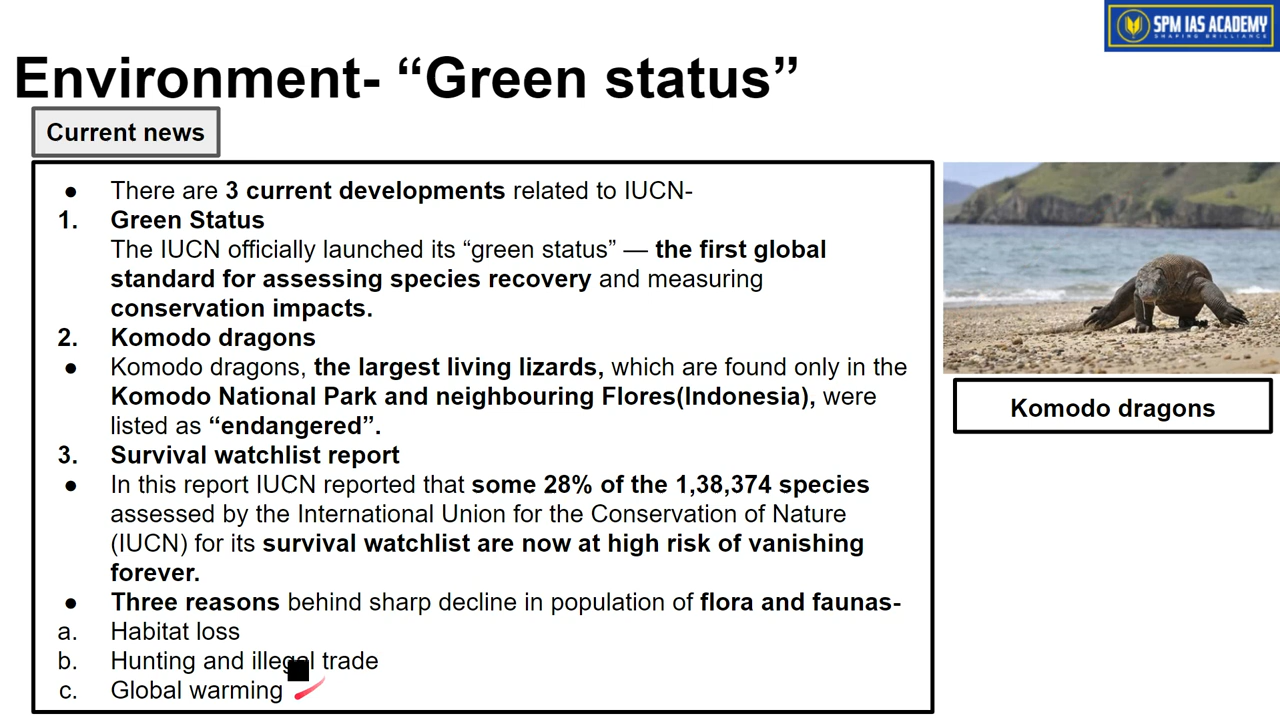 SPM IAS ACADEMY
SHAPING BRILLIANCE
Environment- “Green status”
Current news
● There are 3 current developments related to IUCN-
1. Green Status
The IUCN officially launched its “green status” — the first global
standard for assessing species recovery and measuring
conservation impacts.
2. Komodo dragons
● Komodo dragons, the largest living lizards, which are found only in the
Komodo National Park and neighbouring Flores(Indonesia), were
listed as “endangered”.
3. Survival watchlist report
● In this report IUCN reported that some 28% of the 1,38,374 species
assessed by the International Union for the Conservation of Nature
(IUCN) for its survival watchlist are now at high risk of vanishing
forever.
● Three reasons behind sharp decline in population of flora and faunas-
a. Habitat loss
b. Hunting and illegal trade
c. Global warming
Komodo dragons